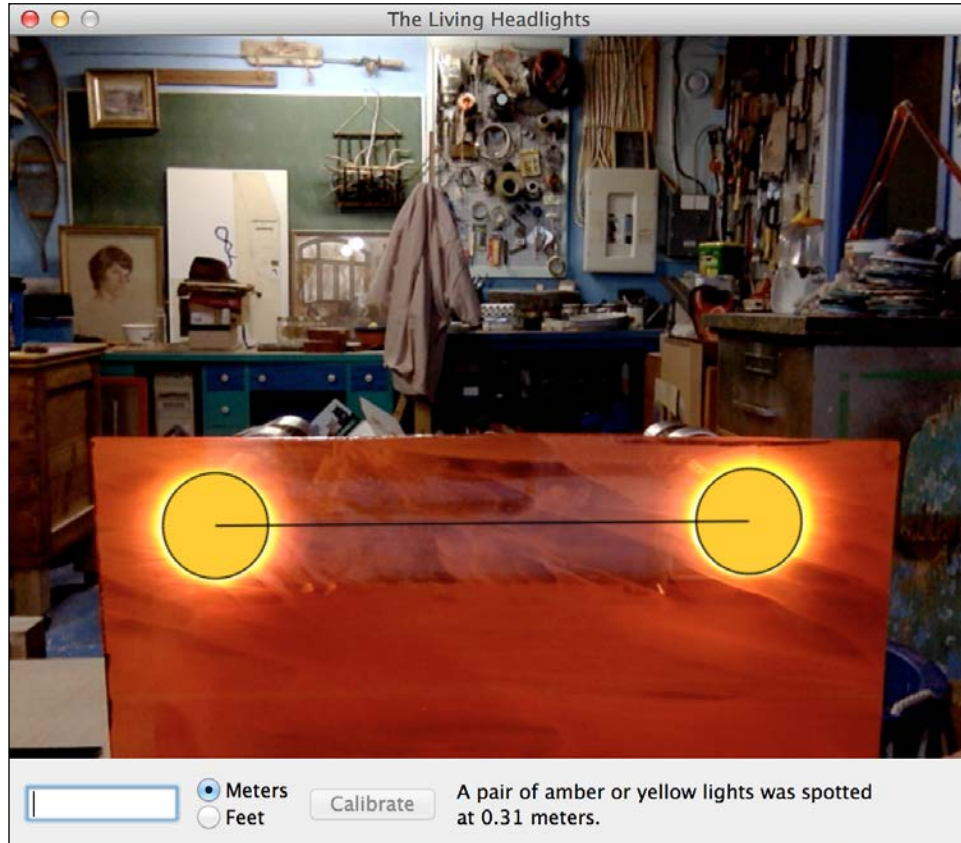 The Living Headlights
Meters
Feet
Calibrate
A pair of amber or yellow lights was spotted
at 0.31 meters.